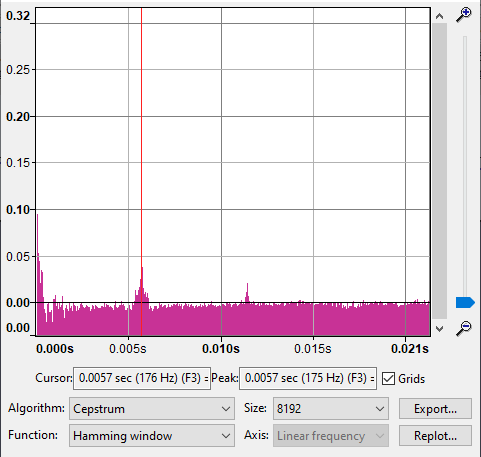 0.32
0.25
0.20
0.15
0.10
0.05
0.00
0.00
0.000s 0.005s 0.010s 0.015s 0.021s
Cursor: 0.0057 sec (176 Hz) (F3) = Peak: 0.0057 sec (175 Hz) (F3) = Grids
Algorithm: Cepstrum Size: 8192 Export...
Function: Hamming window Axis: Linear frequency Replot...